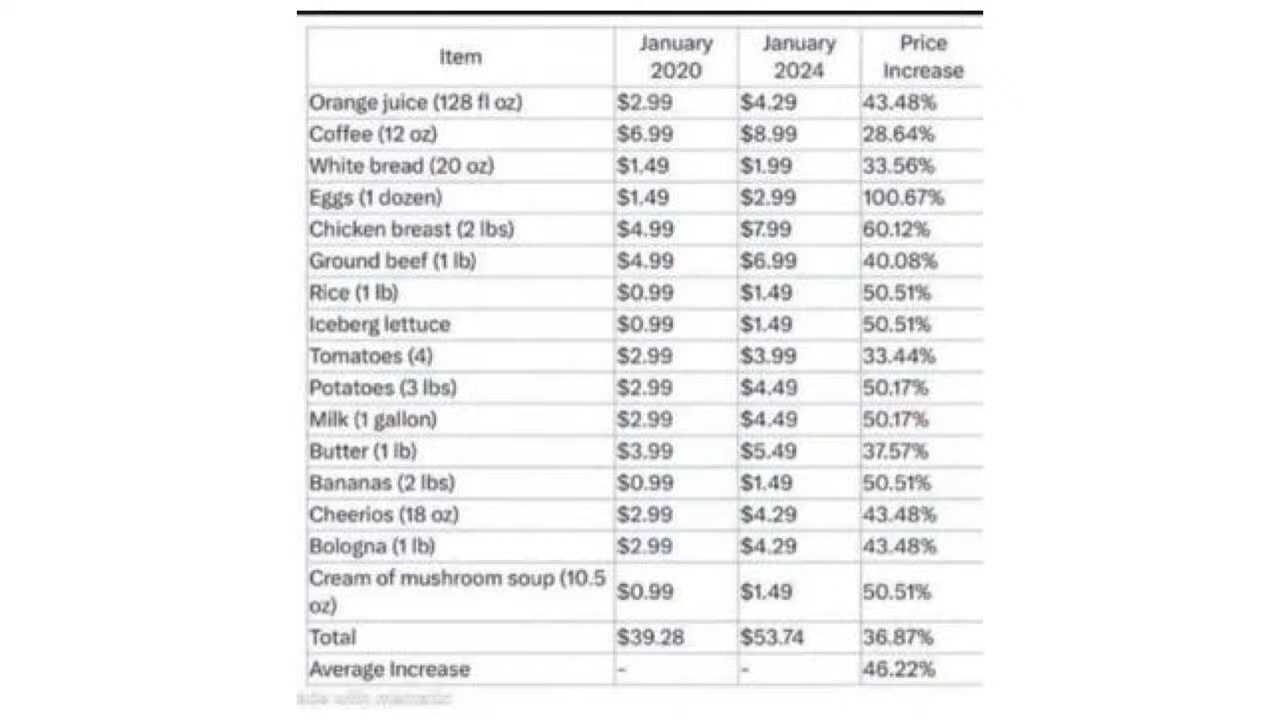 Item January 2020 January 2024 Price Increase
Orange juice (128 fl oz) $2.99 $4.29 43.48%
Coffee (12 oz) $6.99 $8.99 28.64%
White bread (20 oz) $1.49 $1.99 33.56%
Eggs (1 dozen) $1.49 $2.99 100.67%
Chicken breast (2 lbs) $4.99 $7.99 60.12%
Ground beef (1 lb) $4.99 $6.99 40.08%
Rice (1 lb) $0.99 $1.49 50.51%
Iceberg lettuce $0.99 $1.49 50.51%
Tomatoes (4) $2.99 $3.99 33.44%
Potatoes (3 lbs) $2.99 $4.49 50.17%
Milk (1 gallon) $2.99 $4.49 50.17%
Butter (1 lb) $3.99 $5.49 37.57%
Bananas (2 lbs) $0.99 $1.49 50.51%
Cheerios (18 oz) $2.99 $4.29 43.48%
Bologna (1 lb) $2.99 $4.29 43.48%
Cream of mushroom soup (10.5
oz) $0.99 $1.49 50.51%
Total $39.28 $53.74 36.87%
Average Increase - - 46.22%